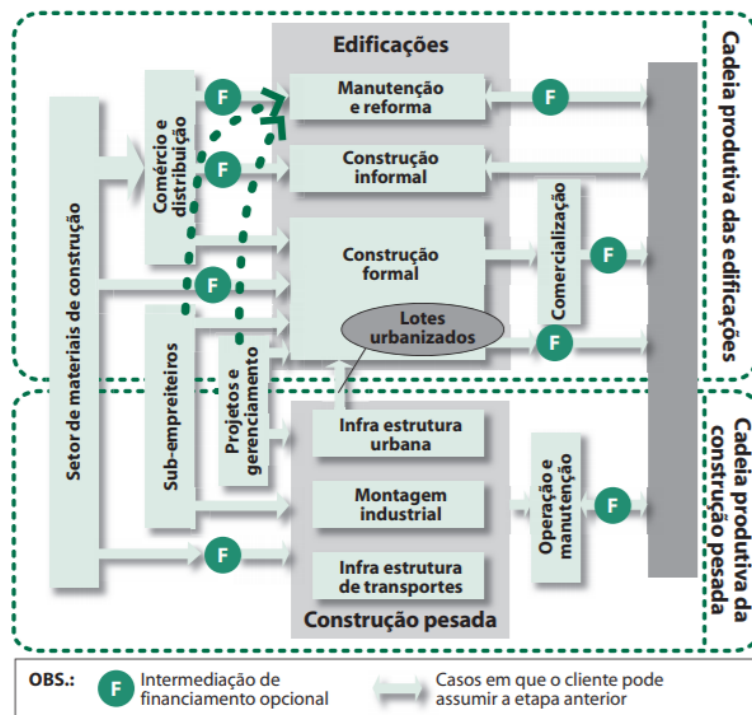 Edificações
Manutenção
e reforma
Construção
informal
Construção
formal
Lotes
urbanizados
Comércio e
distribuição
Setor de materiais de construção
Sub-empreiteiros
Projetos e
gerenciamento
Comercialização
F
F
F
F
F
F
F
F
Infra estrutura
urbana
Montagem
industrial
Infra estrutura
de transportes
Construção pesada
Operação e
manutenção
Cadeia produtiva das edificações
Cadeia produtiva da
construção pesada
OBS.:
F
Intermediação de
financiamento opcional
Casos em que o cliente pode
assumir a etapa anterior